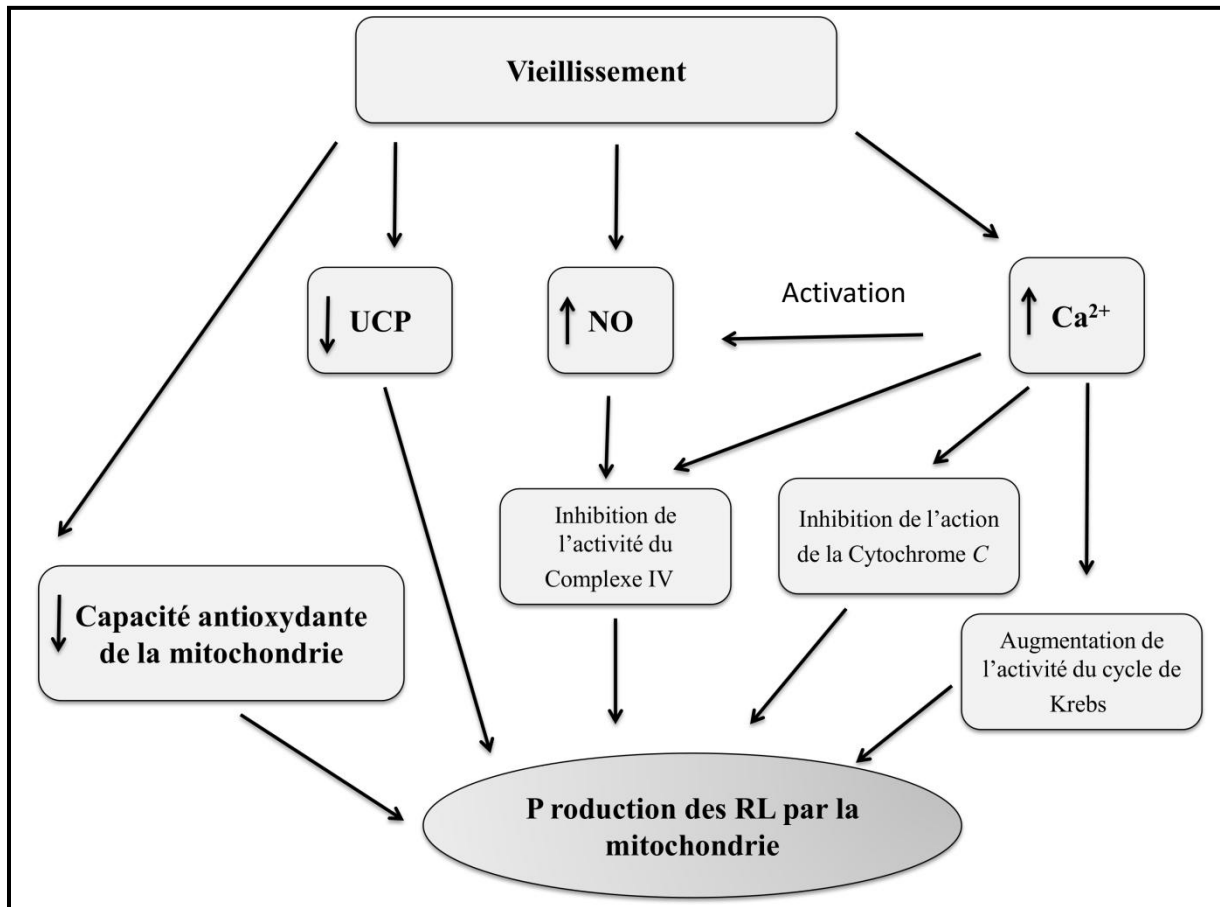 Vieillissement
UCP
NO
Activation
Ca²⁺
Inhibition de
l'activité du
Complexe IV
Inhibition de l'action
de la Cytochrome C
Capacité antioxydante
de la mitochondrie
Augmentation de
l'activité du cycle de
Krebs
P roduction des RL par la
mitochondrie